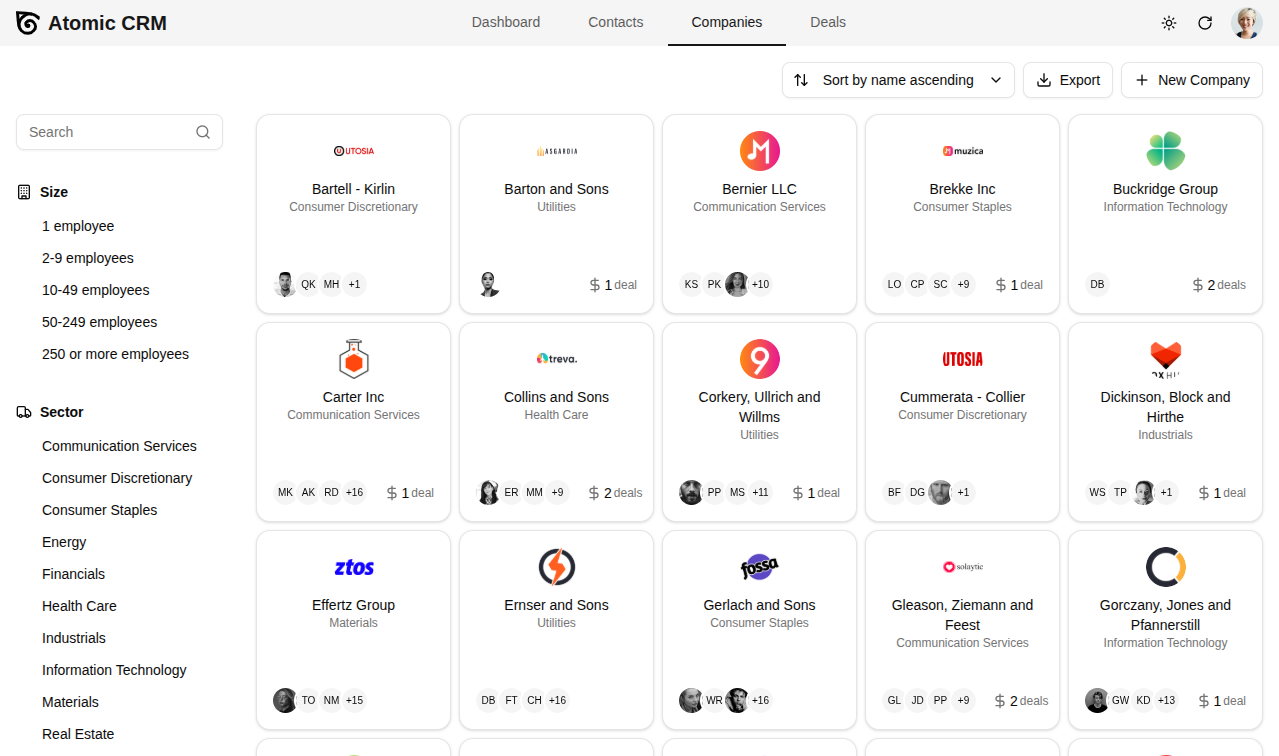 Atomic CRM
Dashboard
Contacts
Companies
Deals
Sort by name ascending
Export
New Company
Search
Size
1 employee
2-9 employees
10-49 employees
50-249 employees
250 or more employees
Sector
Communication Services
Consumer Discretionary
Consumer Staples
Energy
Financials
Health Care
Industrials
Information Technology
Materials
Real Estate
UTOSIA
Bartell - Kirlin
Consumer Discretionary
QK MH +1
ASGARDIA
Barton and Sons
Utilities
1 deal
Bernier LLC
Communication Services
KS PK +10
muzica
Brekke Inc
Consumer Staples
LO CP SC +9 1 deal
Buckridge Group
Information Technology
DB 2 deals
Carter Inc
Communication Services
MK AK RD +16 1 deal
treva.
Collins and Sons
Health Care
ER MM +9 2 deals
9
Corkery, Ullrich and
Willms
Utilities
PP MS +11 1 deal
UTOSIA
Cummerata - Collier
Consumer Discretionary
BF DG +1
Dickinson, Block and
Hirthe
Industrials
WS TP +1 1 deal
ztos
Effertz Group
Materials
TO NM +15
Ernser and Sons
Utilities
DB FT CH +16
fossa
Gerlach and Sons
Consumer Staples
WR +16
solaytic
Gleason, Ziemann and
Feest
Communication Services
GL JD PP +9 2 deals
Gorczany, Jones and
Pfannerstill
Information Technology
GW KD +13 1 deal